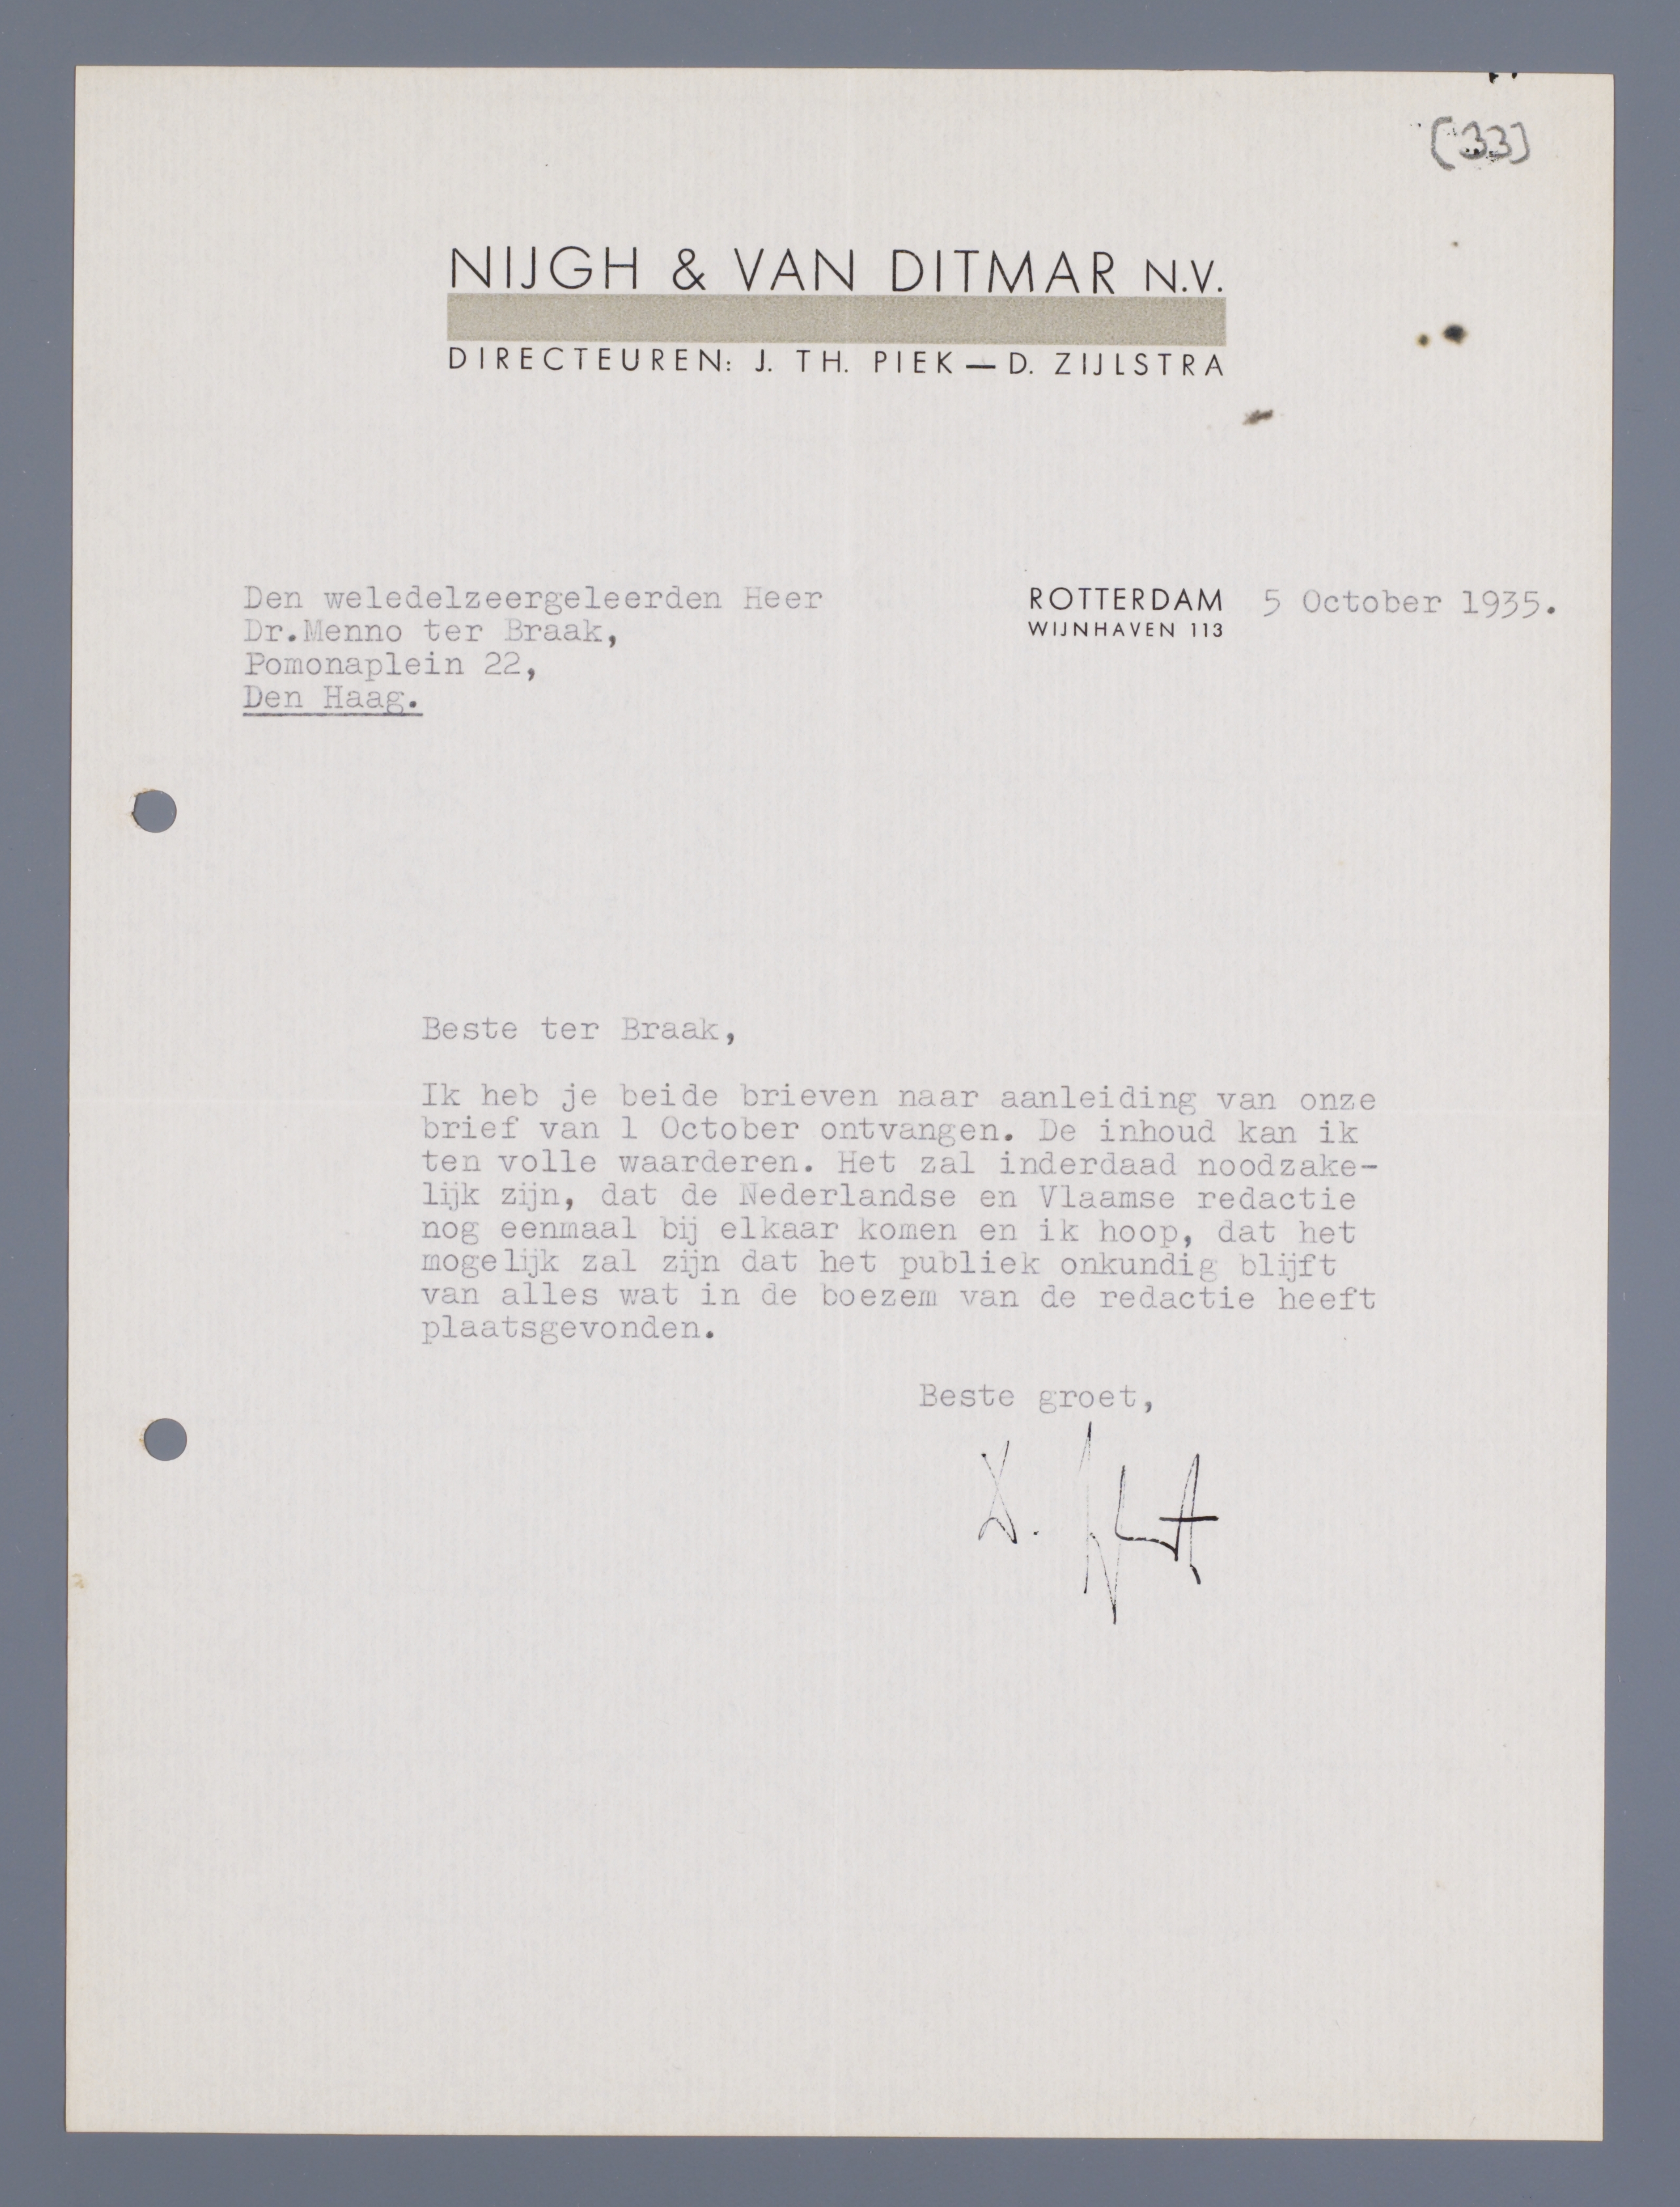 (33)
NIJGH & VAN DITMAR N.V.
DIRECTEUREN: J. TH. PIEK — D. ZIJLSTRA
Den weledelzeergeleerden Heer
Dr.Menno ter Braak,
Pomonaplein 22,
Den Haag.
ROTTERDAM 5 October 1935.
WIJNHAVEN 113
Beste ter Braak,
Ik heb je beide brieven naar aanleiding van onze
brief van 1 October ontvangen. De inhoud kan ik
ten volle waarderen. Het zal inderdaad noodzake-
lijk zijn, dat de Nederlandse en Vlaamse redactie
nog eenmaal bij elkaar komen en ik hoop, dat het
mogelijk zal zijn dat het publiek onkundig blijft
van alles wat in de boezem van de redactie heeft
plaatsgevonden.
Beste groet,
D.